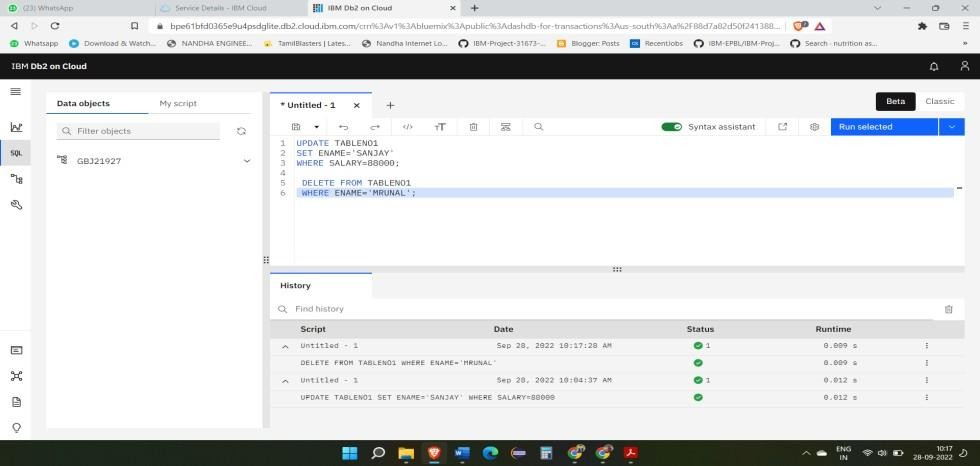 (23) WhatsApp
Service Details - IBM Cloud
IBM Db2 on Cloud
bpe61bfd0365e9u4psdqlite.db2.cloud.ibm.com/crn%3Av1%3Abluemix%3Apublic%3Adashdb-for-transactions%3Aus-south%3Aa%2F88d7a82d50f241388...
Whatsapp
Download & Watch...
NANDHA ENGINEE...
TamilBlasters | Lates...
Nandha Internet Lo...
IBM-Project-31673-...
Blogger: Posts
RecentJobs
IBM-EPBL/IBM-Proj...
Search - nutrition as...
IBM Db2 on Cloud
Data objects
My script
Filter objects
GBJ21927
SQL
* Untitled - 1
Beta
Classic
Syntax assistant
Run selected
1 UPDATE TABLENO1
2 SET ENAME='SANJAY'
3 WHERE SALARY=88000;
4
5 DELETE FROM TABLENO1
6 WHERE ENAME='MRUNAL';
History
Find history
Script Date Status Runtime
Untitled - 1 Sep 28, 2022 10:17:28 AM 1 0.009 s
DELETE FROM TABLENO1 WHERE ENAME='MRUNAL' 0.009 s
Untitled - 1 Sep 28, 2022 10:04:37 AM 1 0.012 s
UPDATE TABLENO1 SET ENAME='SANJAY' WHERE SALARY=88000 0.012 s
ENG
IN
10:17
28-09-2022